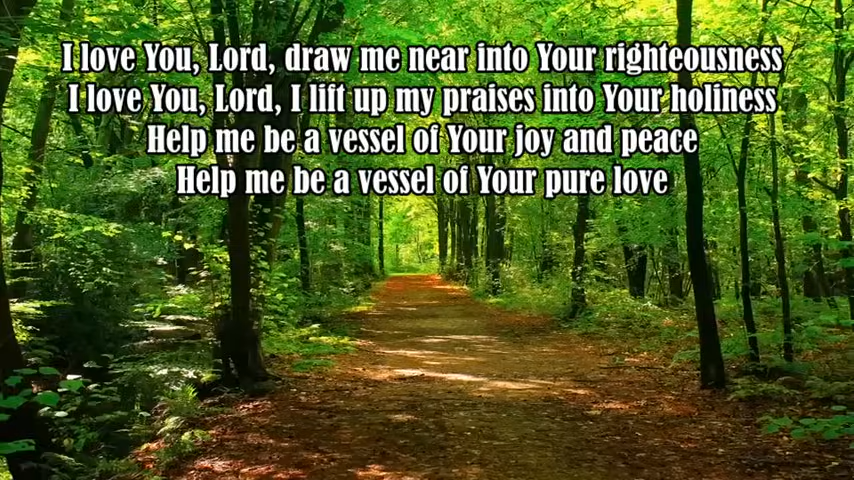 I love You, Lord, draw me near into Your righteousness
I love You, Lord, I lift up my praises into Your holiness
Help me be a vessel of Your joy and peace
Help me be a vessel of Your pure love